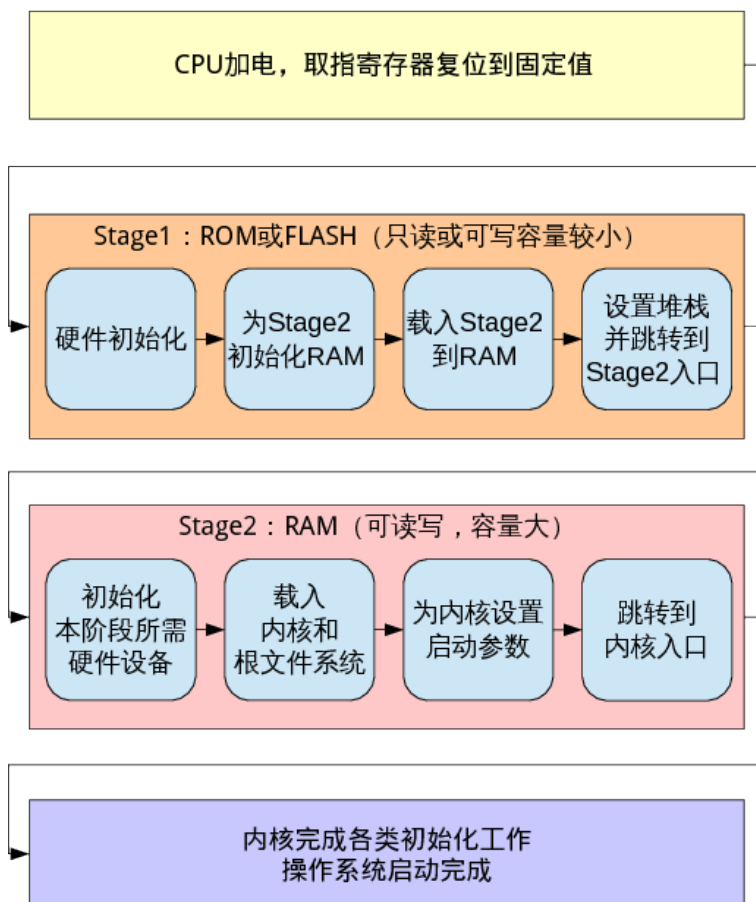 CPU加电，取指寄存器复位到固定值
Stage1：ROM或FLASH（只读或可写容量较小）
硬件初始化
为Stage2
初始化RAM
载入Stage2
到RAM
设置堆栈
并跳转到
Stage2入口
Stage2：RAM（可读写，容量大）
初始化
本阶段所需
硬件设备
载入
内核和
根文件系统
为内核设置
启动参数
跳转到
内核入口
内核完成各类初始化工作
操作系统启动完成